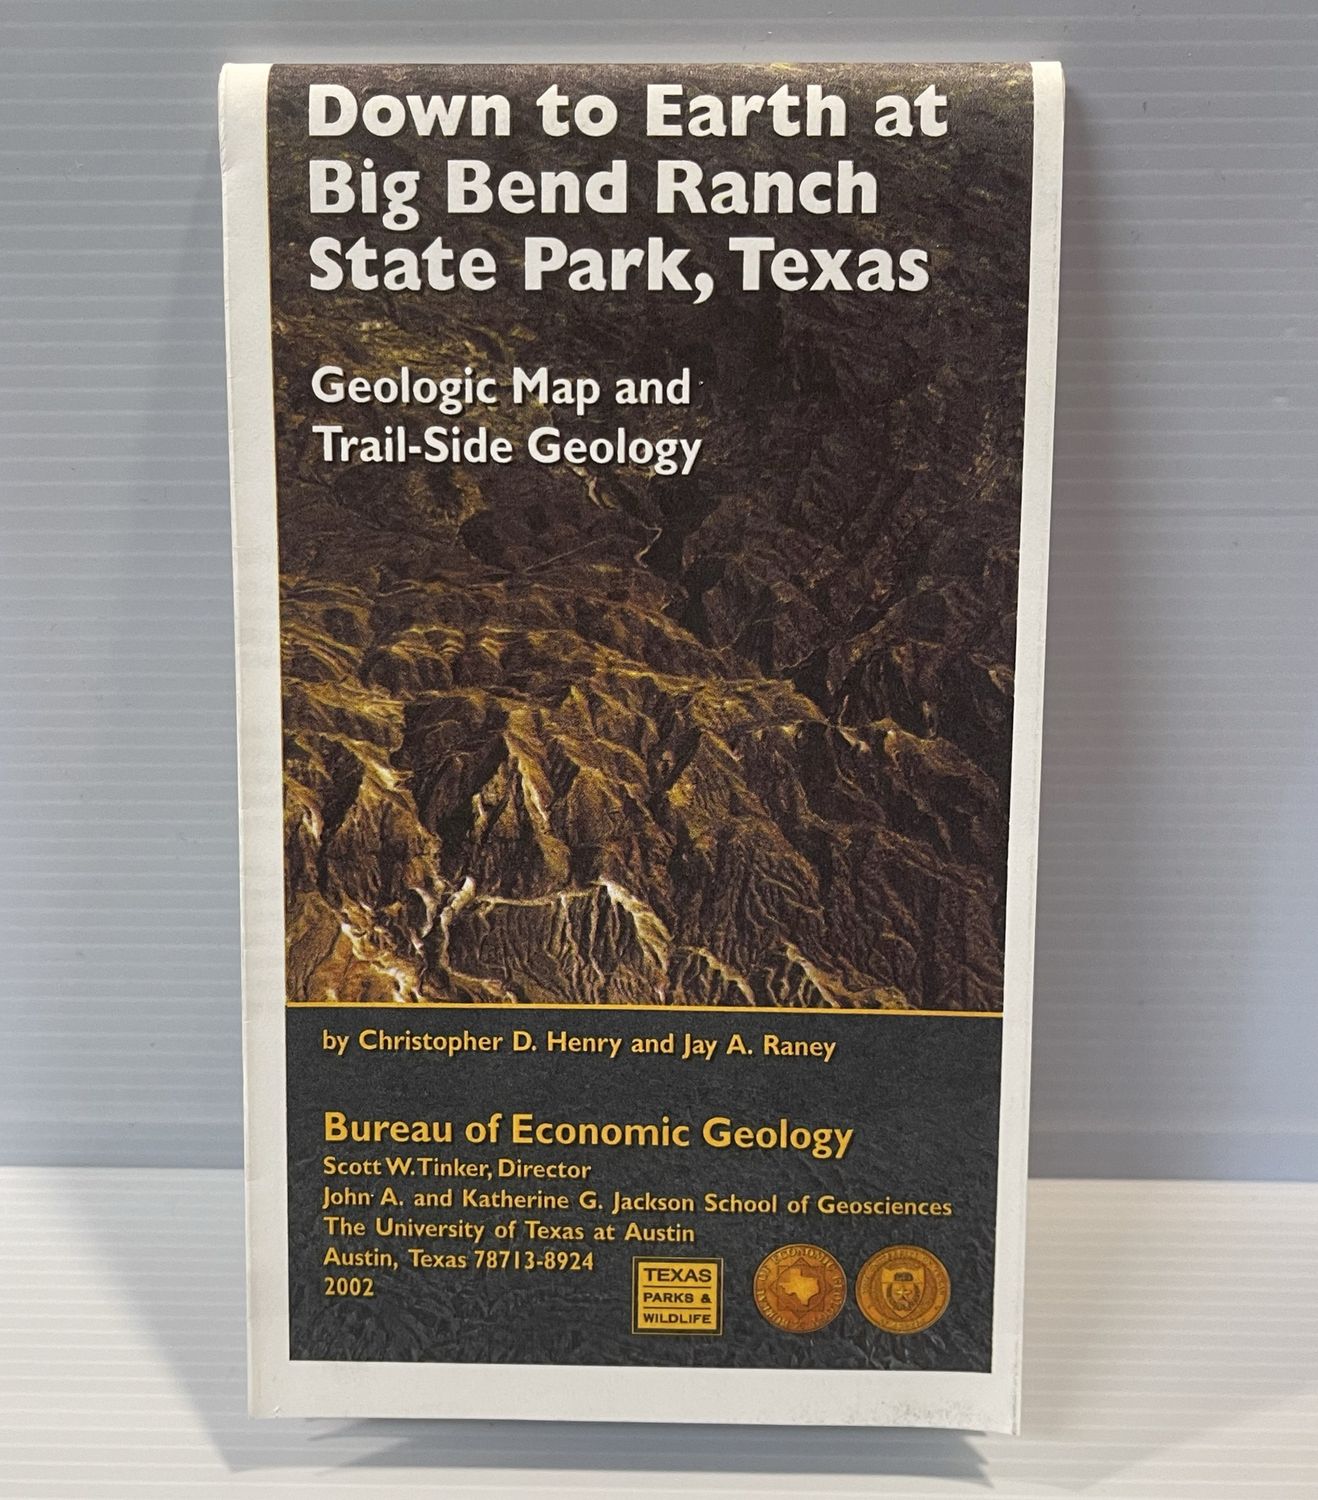 Down to Earth at
Big Bend Ranch
State Park, Texas
Geologic Map and
Trail-Side Geology
by Christopher D. Henry and Jay A. Raney
Bureau of Economic Geology
Scott W. Tinker, Director
John A. and Katherine G. Jackson School of Geosciences
The University of Texas at Austin
Austin, Texas 78713-8924
2002
TEXAS
PARKS &
WILDLIFE